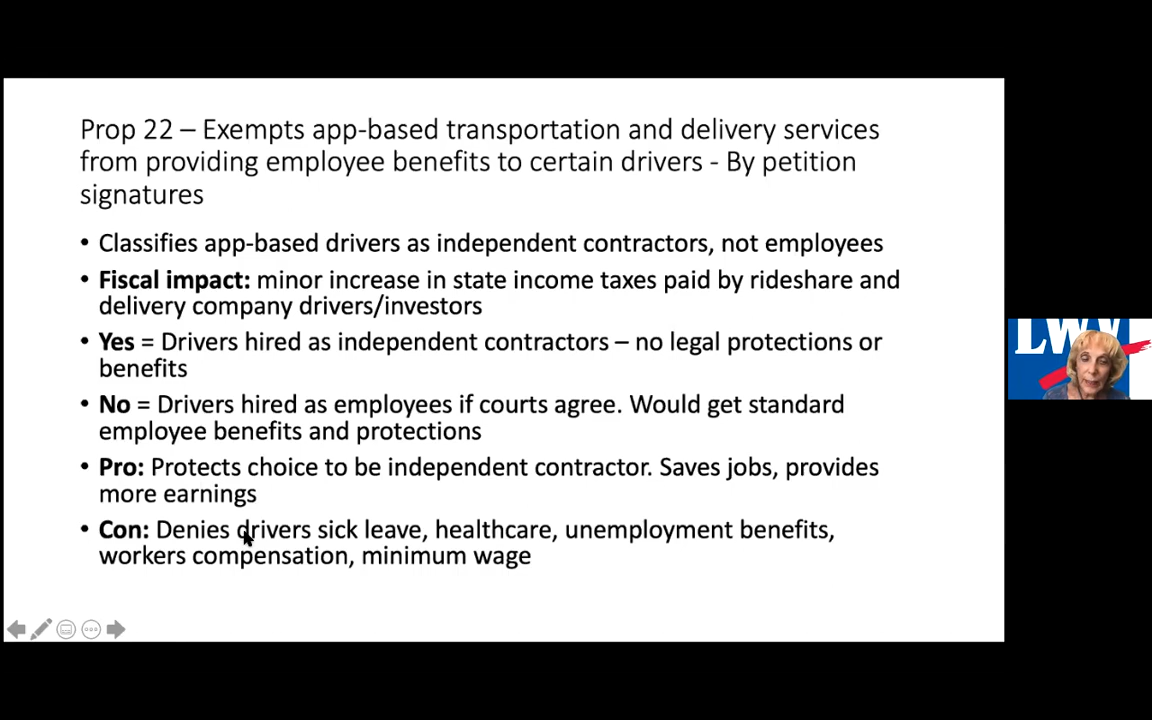 Prop 22 – Exempts app-based transportation and delivery services
from providing employee benefits to certain drivers - By petition
signatures
• Classifies app-based drivers as independent contractors, not employees
• Fiscal impact: minor increase in state income taxes paid by rideshare and
delivery company drivers/investors
• Yes = Drivers hired as independent contractors – no legal protections or
benefits
• No = Drivers hired as employees if courts agree. Would get standard
employee benefits and protections
• Pro: Protects choice to be independent contractor. Saves jobs, provides
more earnings
• Con: Denies drivers sick leave, healthcare, unemployment benefits,
workers compensation, minimum wage
LWV